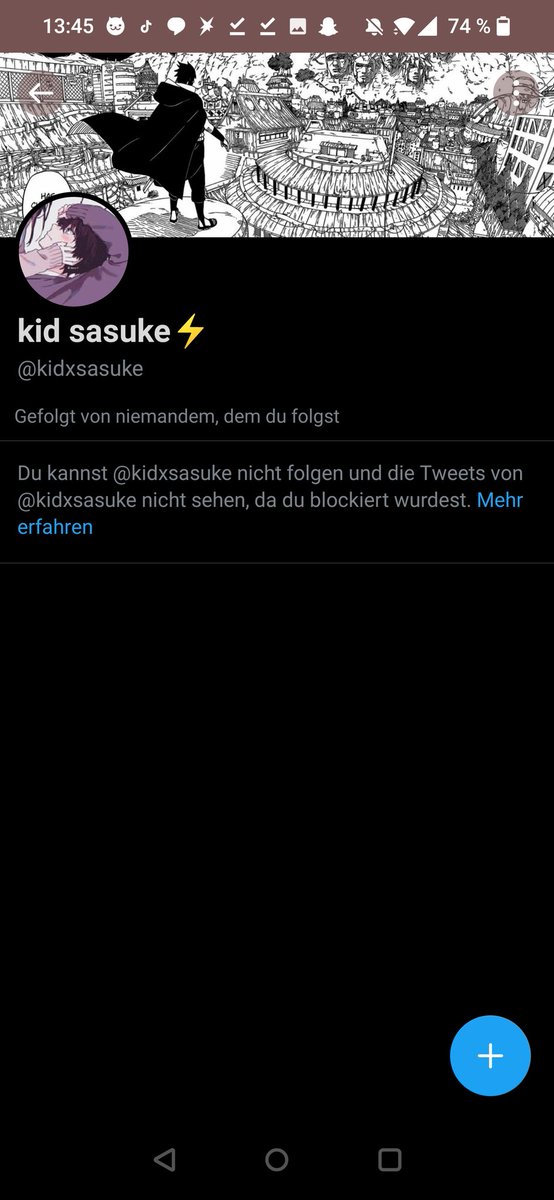 13:45 74 %
kid sasuke⚡
@kidxsasuke
Gefolgt von niemandem, dem du folgst
Du kannst @kidxsasuke nicht folgen und die Tweets von
@kidxsasuke nicht sehen, da du blockiert wurdest. Mehr
erfahren